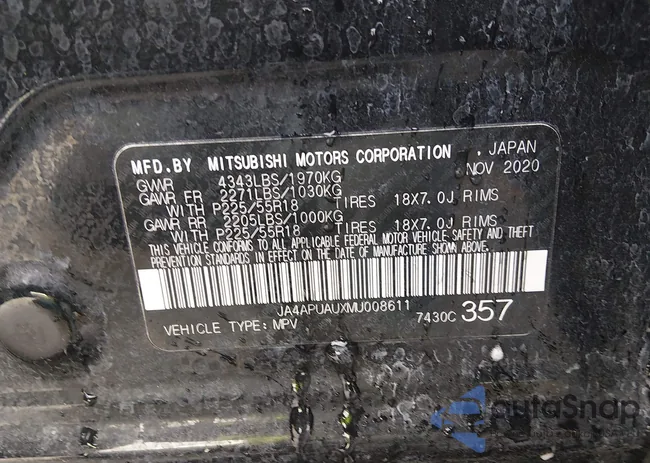 MFD.BY MITSUBISHI MOTORS CORPORATION , JAPAN
GVWR 4343LBS/1970KG NOV 2020
GAWR FR 2271LBS/1030KG
WITH P225/55R18 TIRES 18X7.0J RIMS
GAWR RR 2205LBS/1000KG
WITH P225/55R18 TIRES 18X7.0J RIMS
THIS VEHICLE CONFORMS TO ALL APPLICABLE FEDERAL MOTOR VEHICLE SAFETY AND THEFT
PREVENTION STANDARDS IN EFFECT ON THE DATE OF MANUFACTURE SHOWN ABOVE.
JA4APUAUXMU008611
VEHICLE TYPE: MPV 7430C 357
AutaSnap